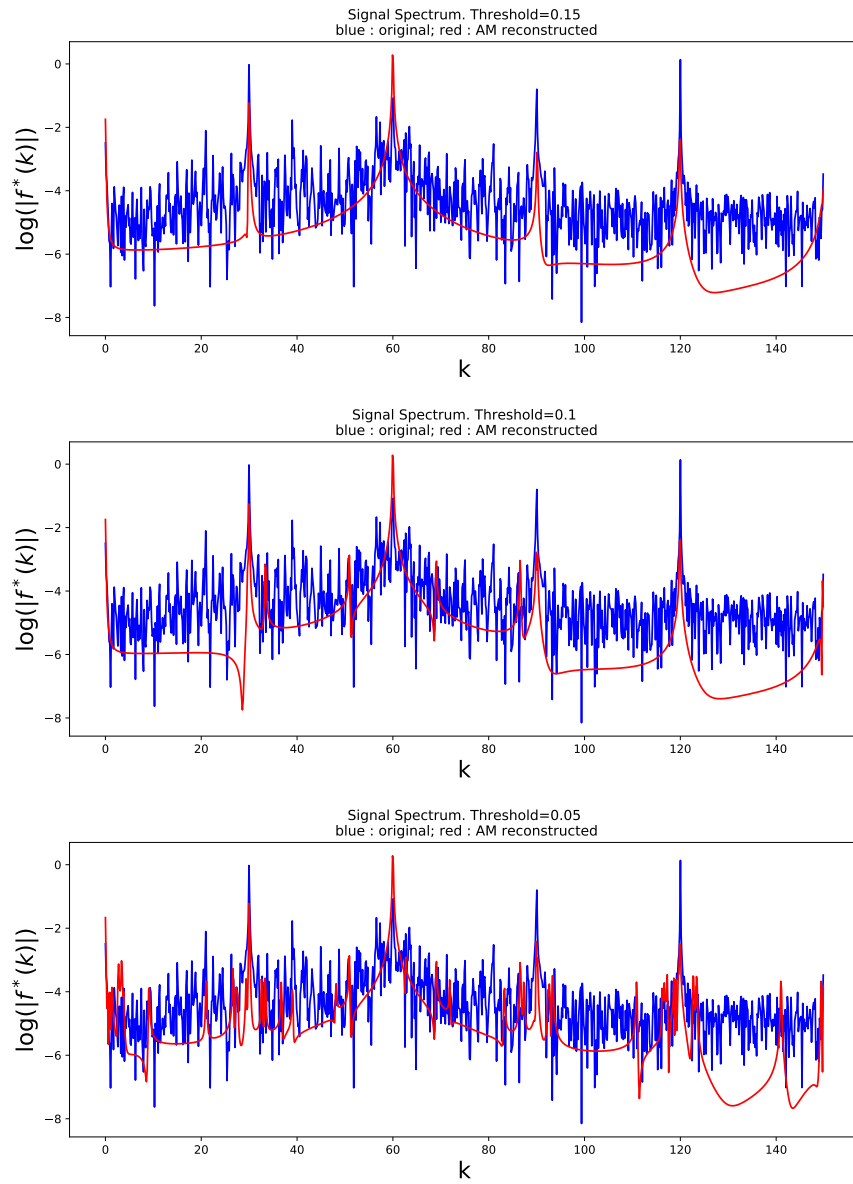 Signal Spectrum. Threshold=0.15
blue : original; red : AM reconstructed
0
−2
−4
−6
−8
log(|f*(k)|)
0 20 40 60 80 100 120 140
k
Signal Spectrum. Threshold=0.1
blue : original; red : AM reconstructed
0
−2
−4
−6
−8
log(|f*(k)|)
0 20 40 60 80 100 120 140
k
Signal Spectrum. Threshold=0.05
blue : original; red : AM reconstructed
0
−2
−4
−6
−8
log(|f*(k)|)
0 20 40 60 80 100 120 140
k